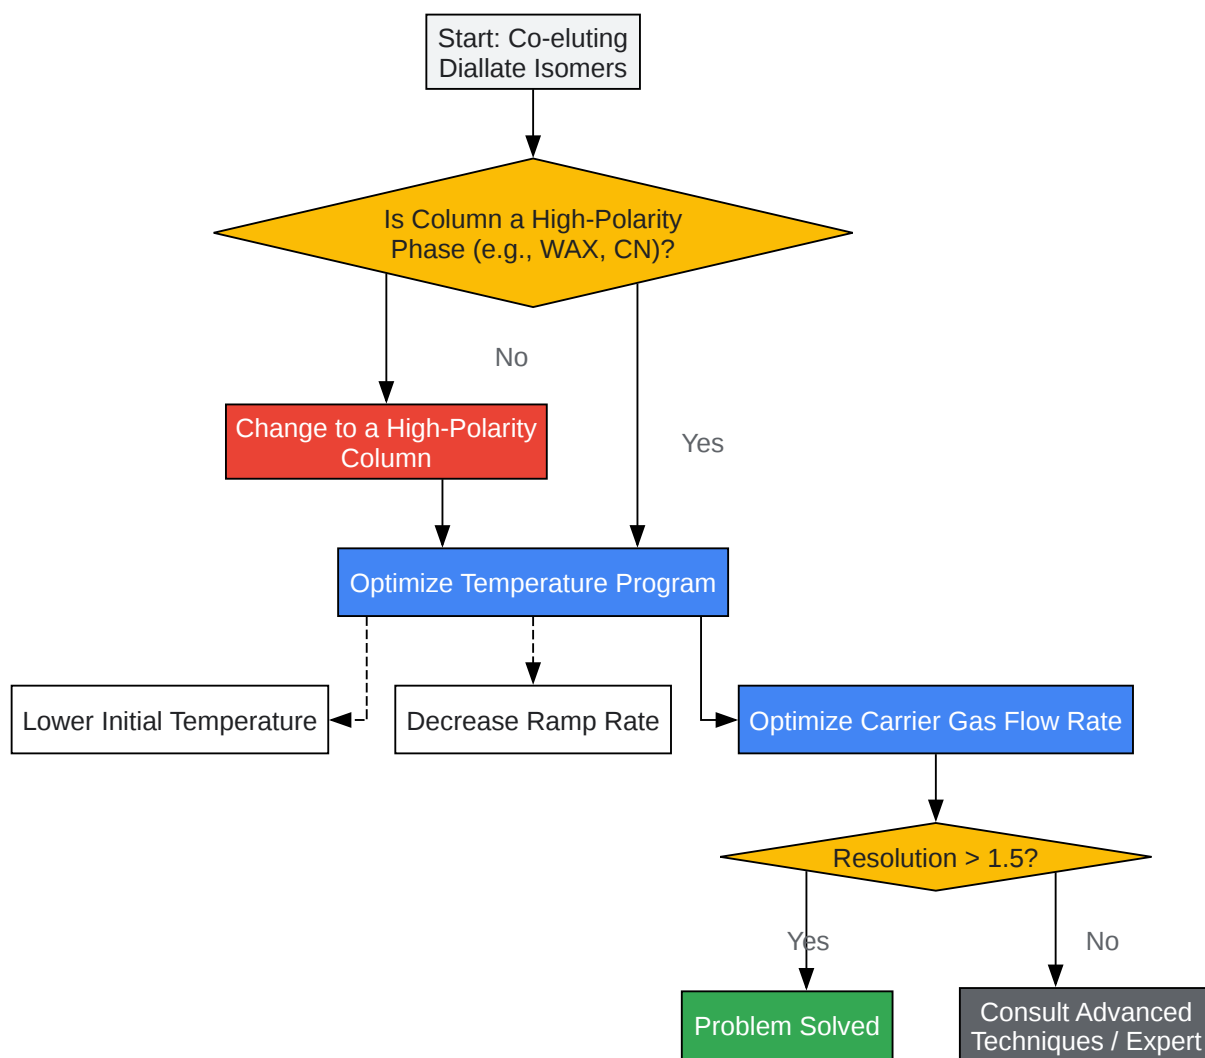 Start: Co-eluting
Diallate Isomers
Is Column a High-Polarity
Phase (e.g., WAX, CN)?
No
Change to a High-Polarity
Column
Yes
Optimize Temperature Program
Lower Initial Temperature
Decrease Ramp Rate
Optimize Carrier Gas Flow Rate
Resolution > 1.5?
Yes
No
Problem Solved
Consult Advanced
Techniques / Expert